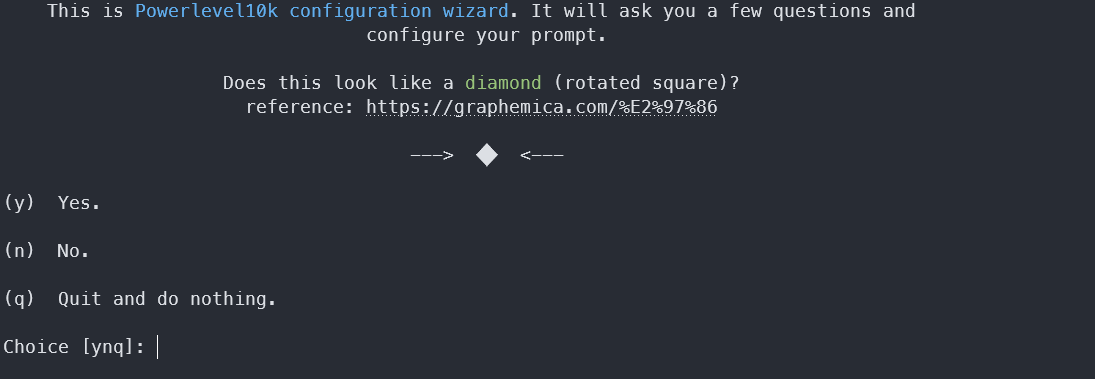 This is Powerlevel10k configuration wizard. It will ask you a few questions and
configure your prompt.
Does this look like a diamond (rotated square)?
reference: https://graphemica.com/%E2%97%86
---> ◆ <---
(y) Yes.
(n) No.
(q) Quit and do nothing.
Choice [ynq]: